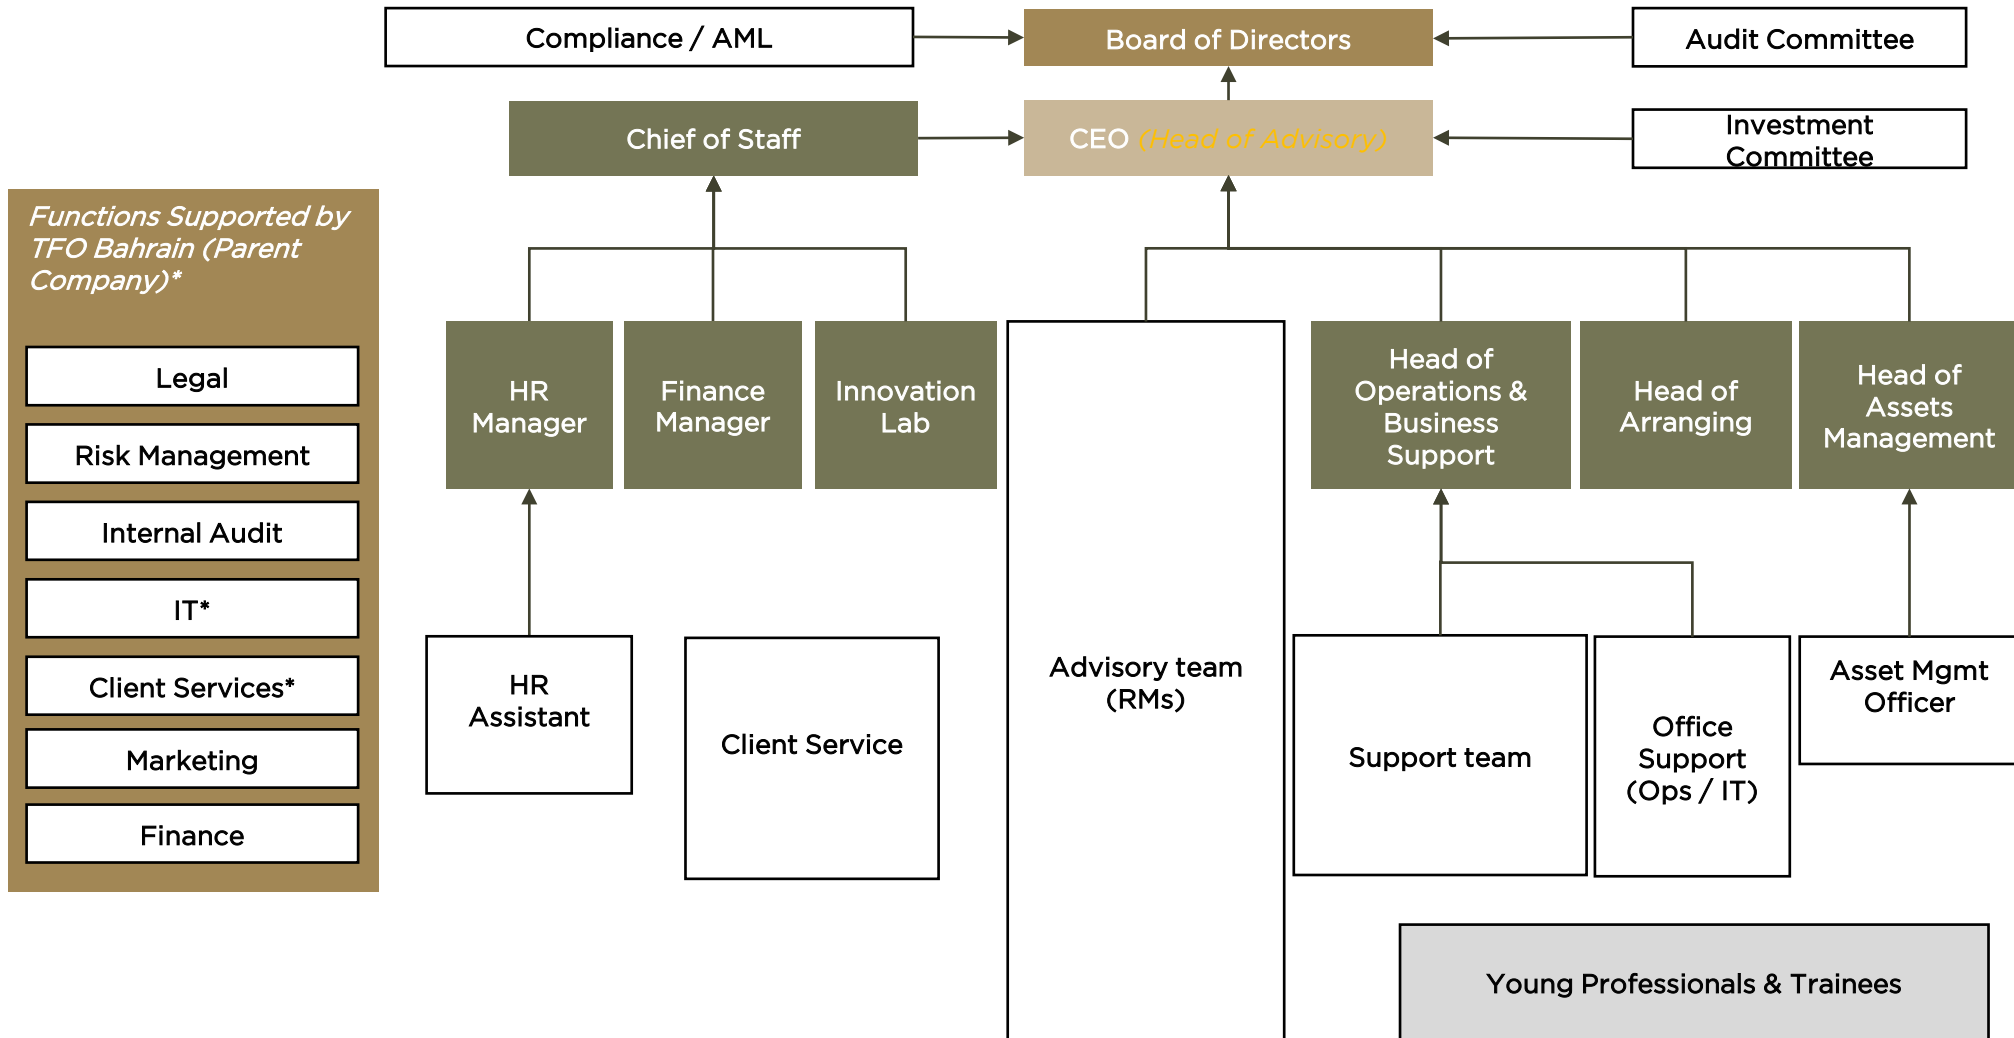 Compliance / AML
Board of Directors
Audit Committee
Chief of Staff
CEO (Head of Advisory)
Investment
Committee
Functions Supported by
TFO Bahrain (Parent
Company)*
Legal
Risk Management
Internal Audit
IT*
Client Services*
Marketing
Finance
HR
Manager
Finance
Manager
Innovation
Lab
Head of
Operations &
Business
Support
Head of
Arranging
Head of
Assets
Management
HR
Assistant
Client Service
Advisory team
(RMs)
Support team
Office
Support
(Ops / IT)
Asset Mgmt
Officer
Young Professionals & Trainees